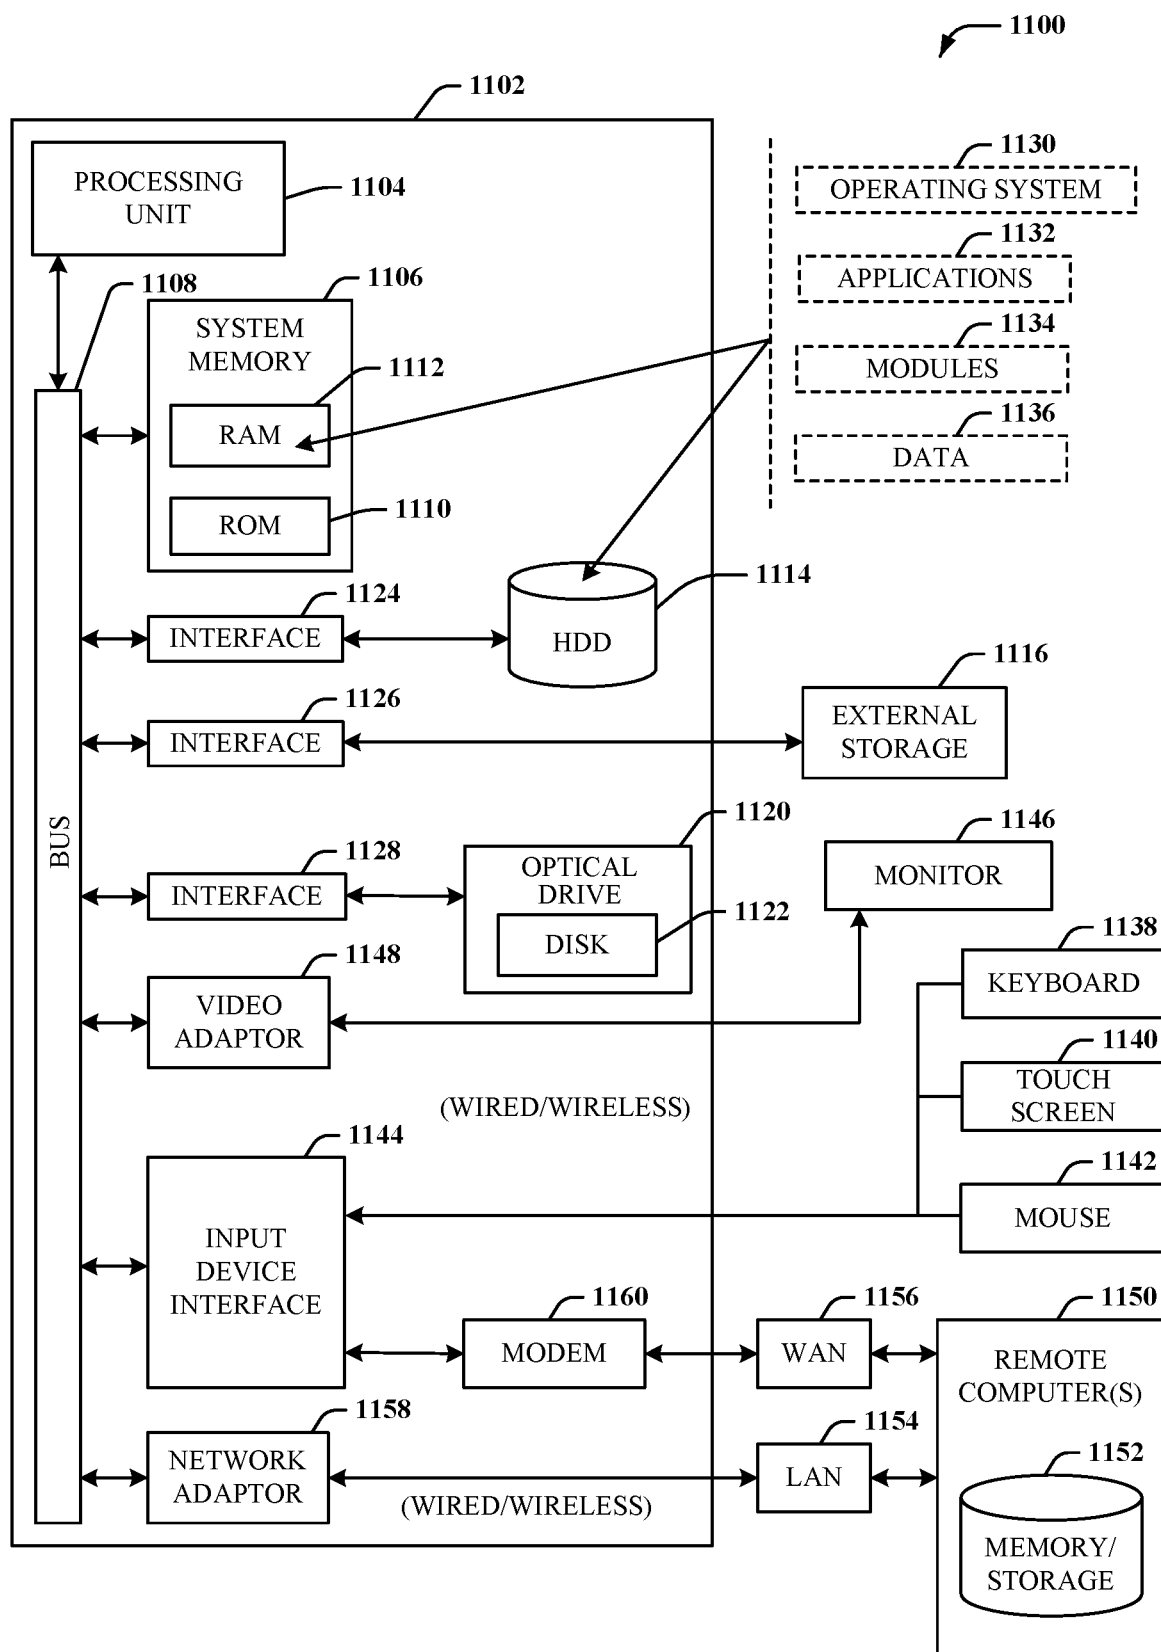 1100
1102
PROCESSING
UNIT
1104
1130
OPERATING SYSTEM
1132
APPLICATIONS
1134
MODULES
1136
DATA
1108
1106
SYSTEM
MEMORY
1112
RAM
1110
ROM
1124
INTERFACE
1114
HDD
1126
INTERFACE
1116
EXTERNAL
STORAGE
BUS
1128
INTERFACE
1120
OPTICAL
DRIVE
1122
DISK
1146
MONITOR
1148
VIDEO
ADAPTOR
1138
KEYBOARD
1140
TOUCH
SCREEN
(WIRED/WIRELESS)
1144
INPUT
DEVICE
INTERFACE
1142
MOUSE
1160
MODEM
1156
WAN
1150
REMOTE
COMPUTER(S)
1158
NETWORK
ADAPTOR
(WIRED/WIRELESS)
1154
LAN
1152
MEMORY/
STORAGE